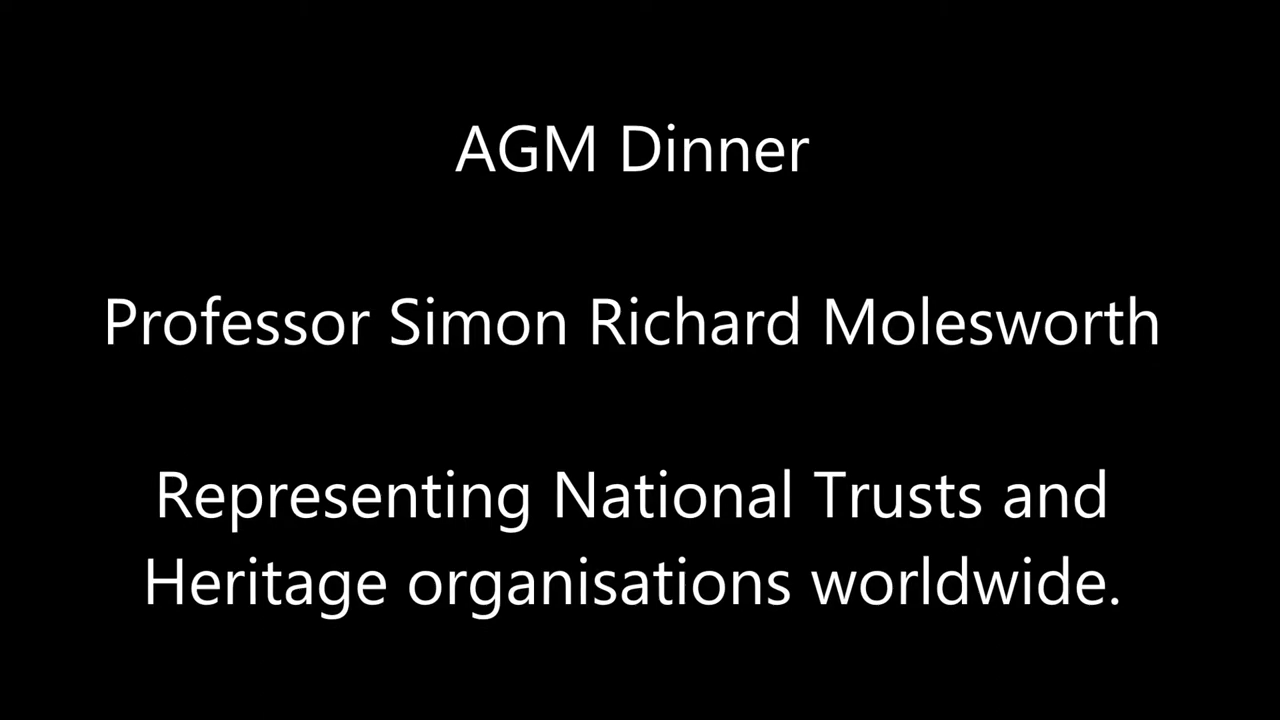 AGM Dinner
Professor Simon Richard Molesworth
Representing National Trusts and
Heritage organisations worldwide.